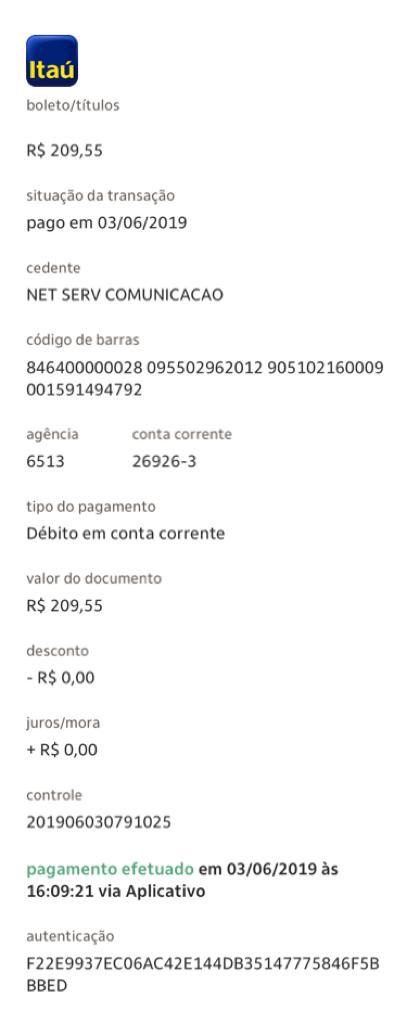 Itaú
boleto/títulos
R$ 209,55
situação da transação
pago em 03/06/2019
cedente
NET SERV COMUNICACAO
código de barras
846400000028 095502962012 905102160009
001591494792
agência conta corrente
6513 26926-3
tipo do pagamento
Débito em conta corrente
valor do documento
R$ 209,55
desconto
- R$ 0,00
juros/mora
+ R$ 0,00
controle
201906030791025
pagamento efetuado em 03/06/2019 às
16:09:21 via Aplicativo
autenticação
F22E9937EC06AC42E144DB35147775846F5B
BBED